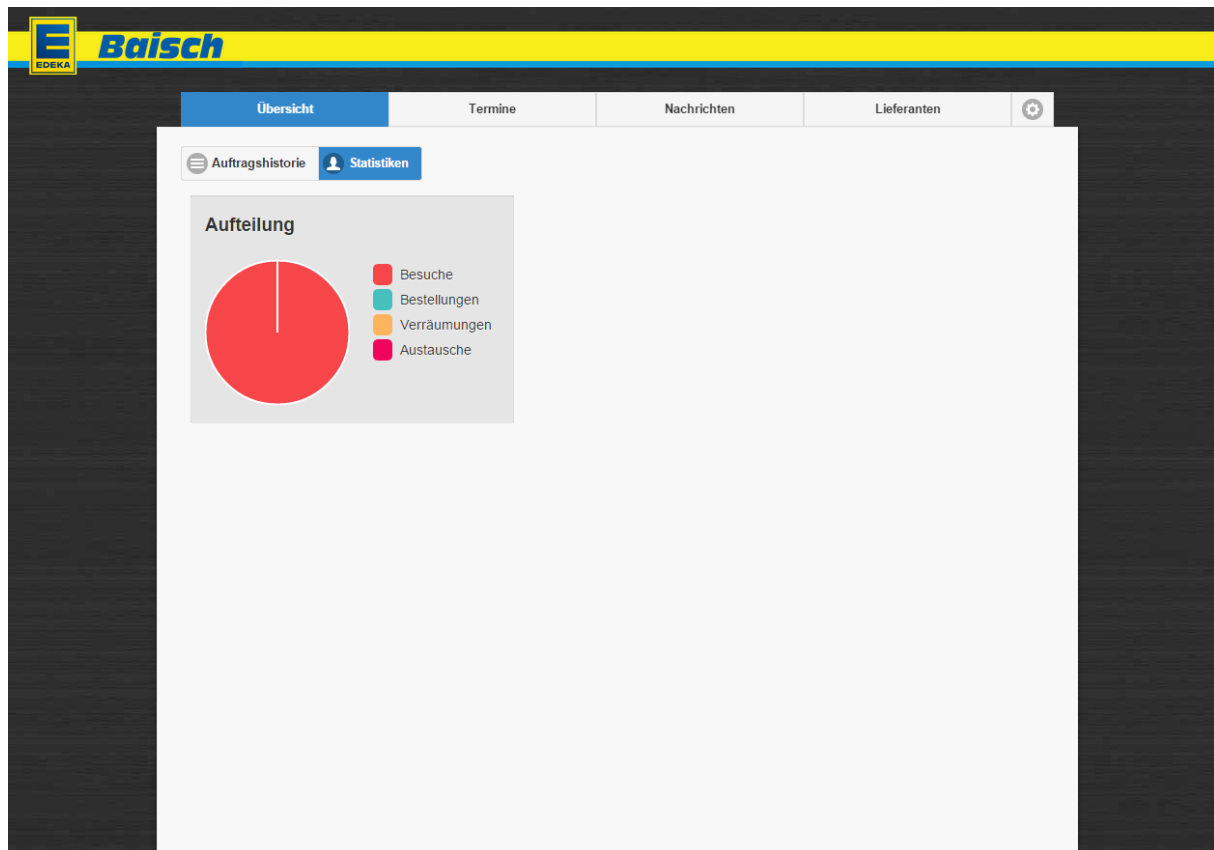 E
EDEKA
Baisch
Übersicht Termine Nachrichten Lieferanten
Auftragshistorie Statistiken
Aufteilung
Besuche
Bestellungen
Verräumungen
Austausche